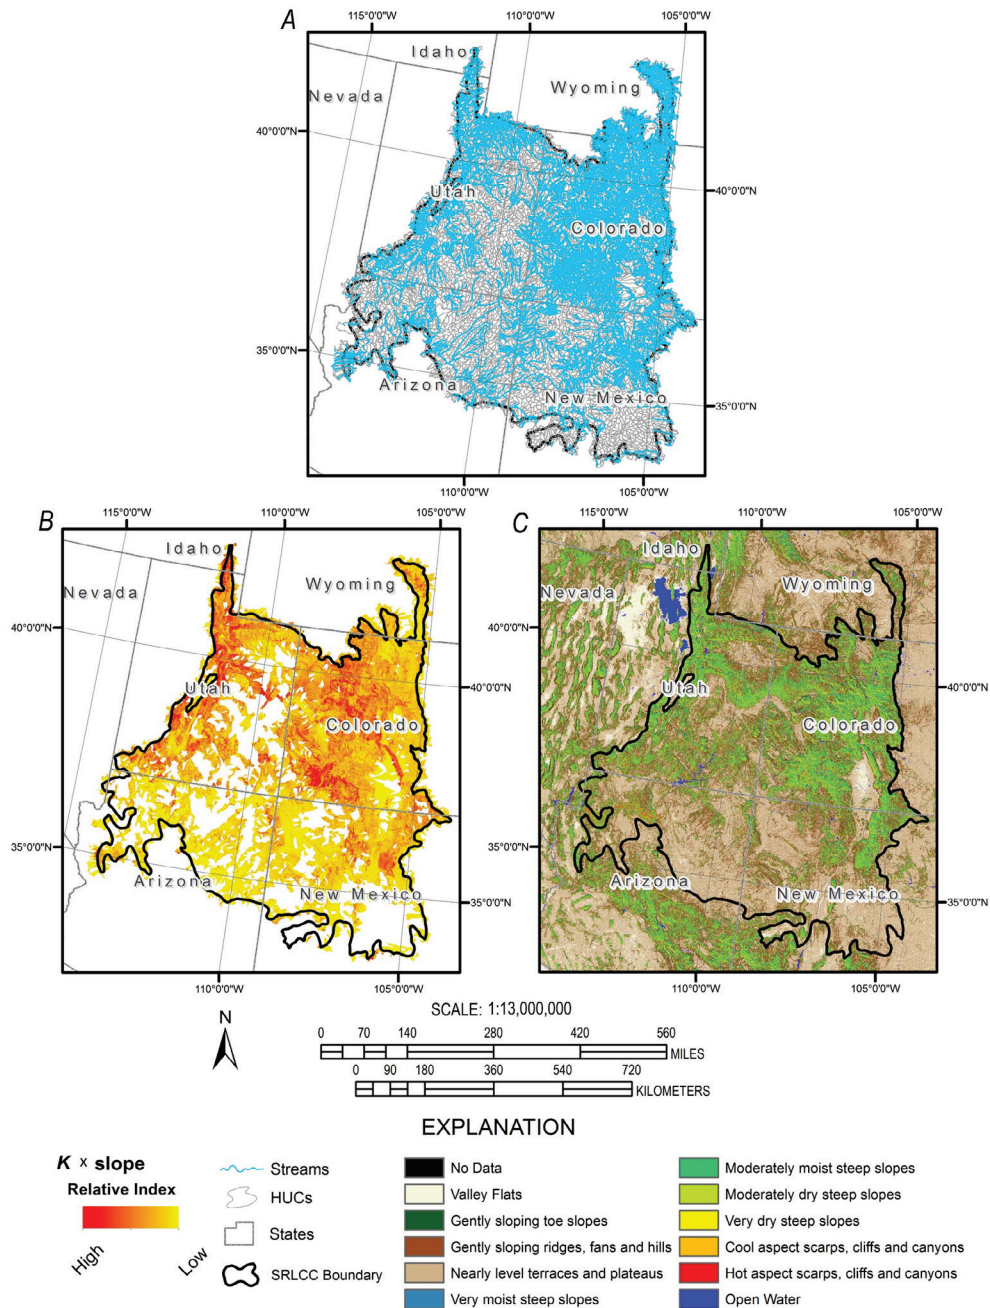 A
115°0'0"W 110°0'0"W 105°0'0"W
Idaho
Wyoming
Nevada
40°0'0"N
Utah
40°0'0"N
Colorado
35°0'0"N
Arizona
New Mexico
35°0'0"N
110°0'0"W 105°0'0"W
B
115°0'0"W 110°0'0"W 105°0'0"W
Idaho
Wyoming
Nevada
40°0'0"N
Utah
40°0'0"N
Colorado
35°0'0"N
Arizona
New Mexico
35°0'0"N
110°0'0"W 105°0'0"W
C
115°0'0"W 110°0'0"W 105°0'0"W
Idaho
Wyoming
Nevada
40°0'0"N
Utah
40°0'0"N
Colorado
35°0'0"N
Arizona
New Mexico
35°0'0"N
110°0'0"W 105°0'0"W
N
SCALE: 1:13,000,000
0 70 140 280 420 560
MILES
0 90 180 360 540 720
KILOMETERS
EXPLANATION
K x slope
Relative Index
High Low
Streams
HUCs
States
SRLCC Boundary
No Data
Valley Flats
Gently sloping toe slopes
Gently sloping ridges, fans and hills
Nearly level terraces and plateaus
Very moist steep slopes
Moderately moist steep slopes
Moderately dry steep slopes
Very dry steep slopes
Cool aspect scarps, cliffs and canyons
Hot aspect scarps, cliffs and canyons
Open Water